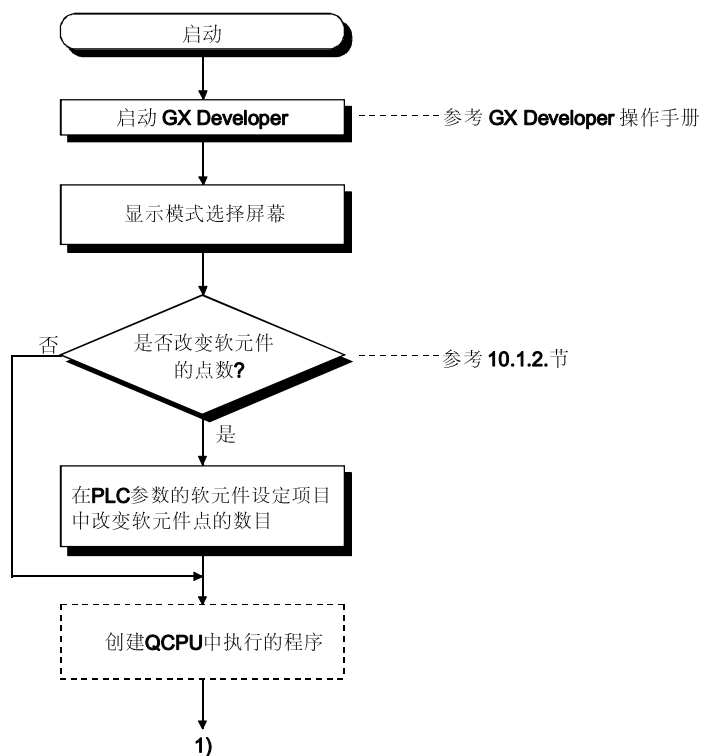 启动
启动 GX Developer
参考 GX Developer 操作手册
显示模式选择屏幕
否
是否改变软元件
的点数?
参考 10.1.2.节
是
在PLC参数的软元件设定项目
中改变软元件点的数目
创建QCPU中执行的程序
1)